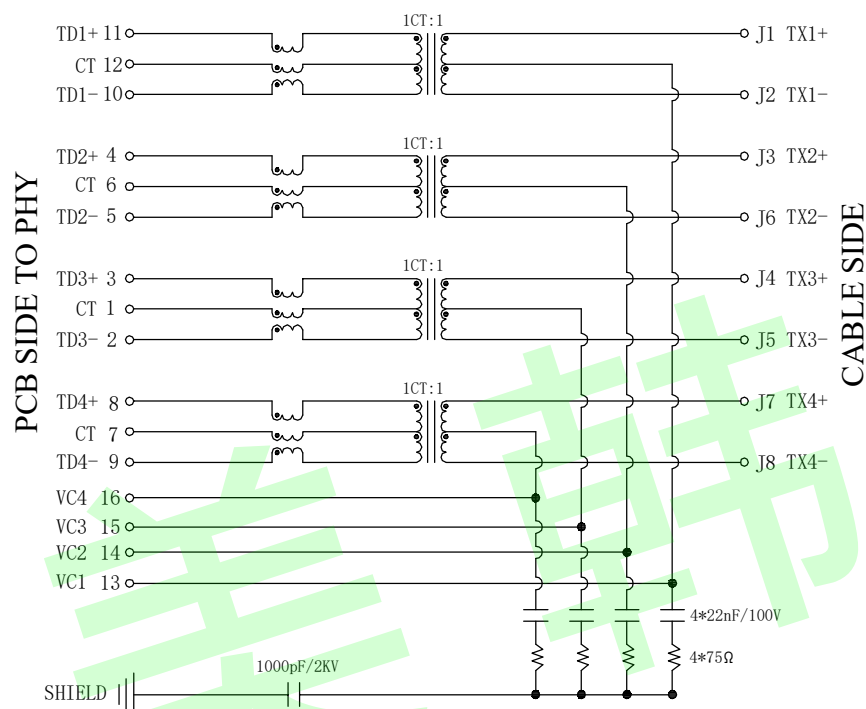 1CT:1
TD1+ 11
J1 TX1+
CT 12
TD1- 10
J2 TX1-
1CT:1
TD2+ 4
J3 TX2+
CT 6
TD2- 5
J6 TX2-
PCB SIDE TO PHY
CABLE SIDE
1CT:1
TD3+ 3
J4 TX3+
CT 1
TD3- 2
J5 TX3-
1CT:1
TD4+ 8
J7 TX4+
CT 7
TD4- 9
J8 TX4-
VC4 16
VC3 15
VC2 14
VC1 13
4*22nF/100V
4*75Ω
1000pF/2KV
SHIELD
韩